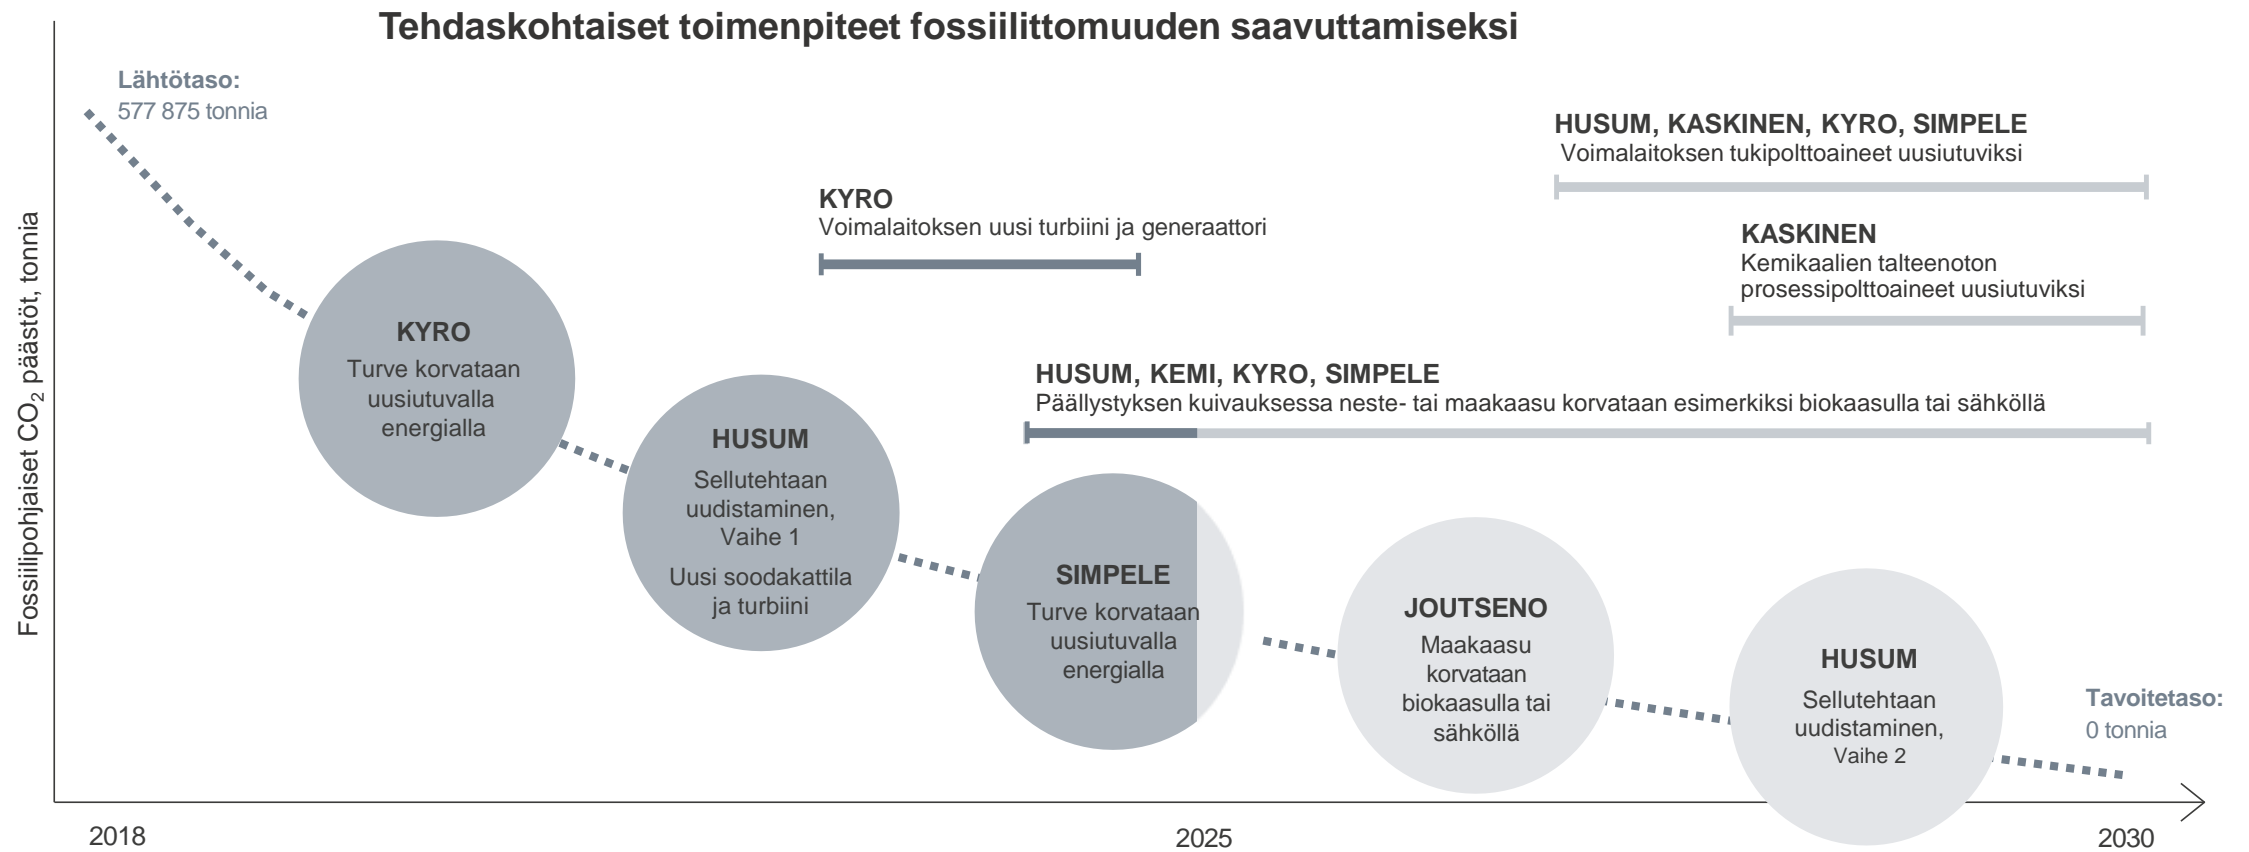 Tehdaskohtaiset toimenpiteet fossiilittomuuden saavuttamiseksi
Fossiilipohjaiset CO₂ päästöt, tonnia
Lähtötaso:
577 875 tonnia
KYRO
Turve korvataan
uusiutuvalla
energialla
HUSUM
Sellutehtaan
uudistaminen,
Vaihe 1
Uusi soodakattila
ja turbiini
KYRO
Voimalaitoksen uusi turbiini ja generaattori
HUSUM, KEMI, KYRO, SIMPELE
Päällystyksen kuivauksessa neste- tai maakaasu korvataan esimerkiksi biokaasulla tai sähköllä
SIMPELE
Turve korvataan
uusiutuvalla
energialla
HUSUM, KASKINEN, KYRO, SIMPELE
Voimalaitoksen tukipolttoaineet uusiutuviksi
KASKINEN
Kemikaalien talteenoton
prosessipolttoaineet uusiutuviksi
JOUTSENO
Maakaasu
korvataan
biokaasulla tai
sähköllä
HUSUM
Sellutehtaan
uudistaminen,
Vaihe 2
Tavoitetaso:
0 tonnia
2018
2025
2030